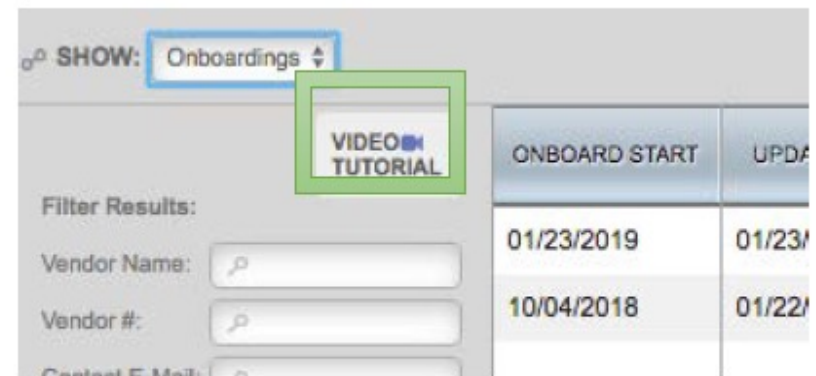 SHOW: Onboardings
VIDEO
TUTORIAL
ONBOARD START
Filter Results:
01/23/2019
Vendor Name:
10/04/2018
Vendor #: